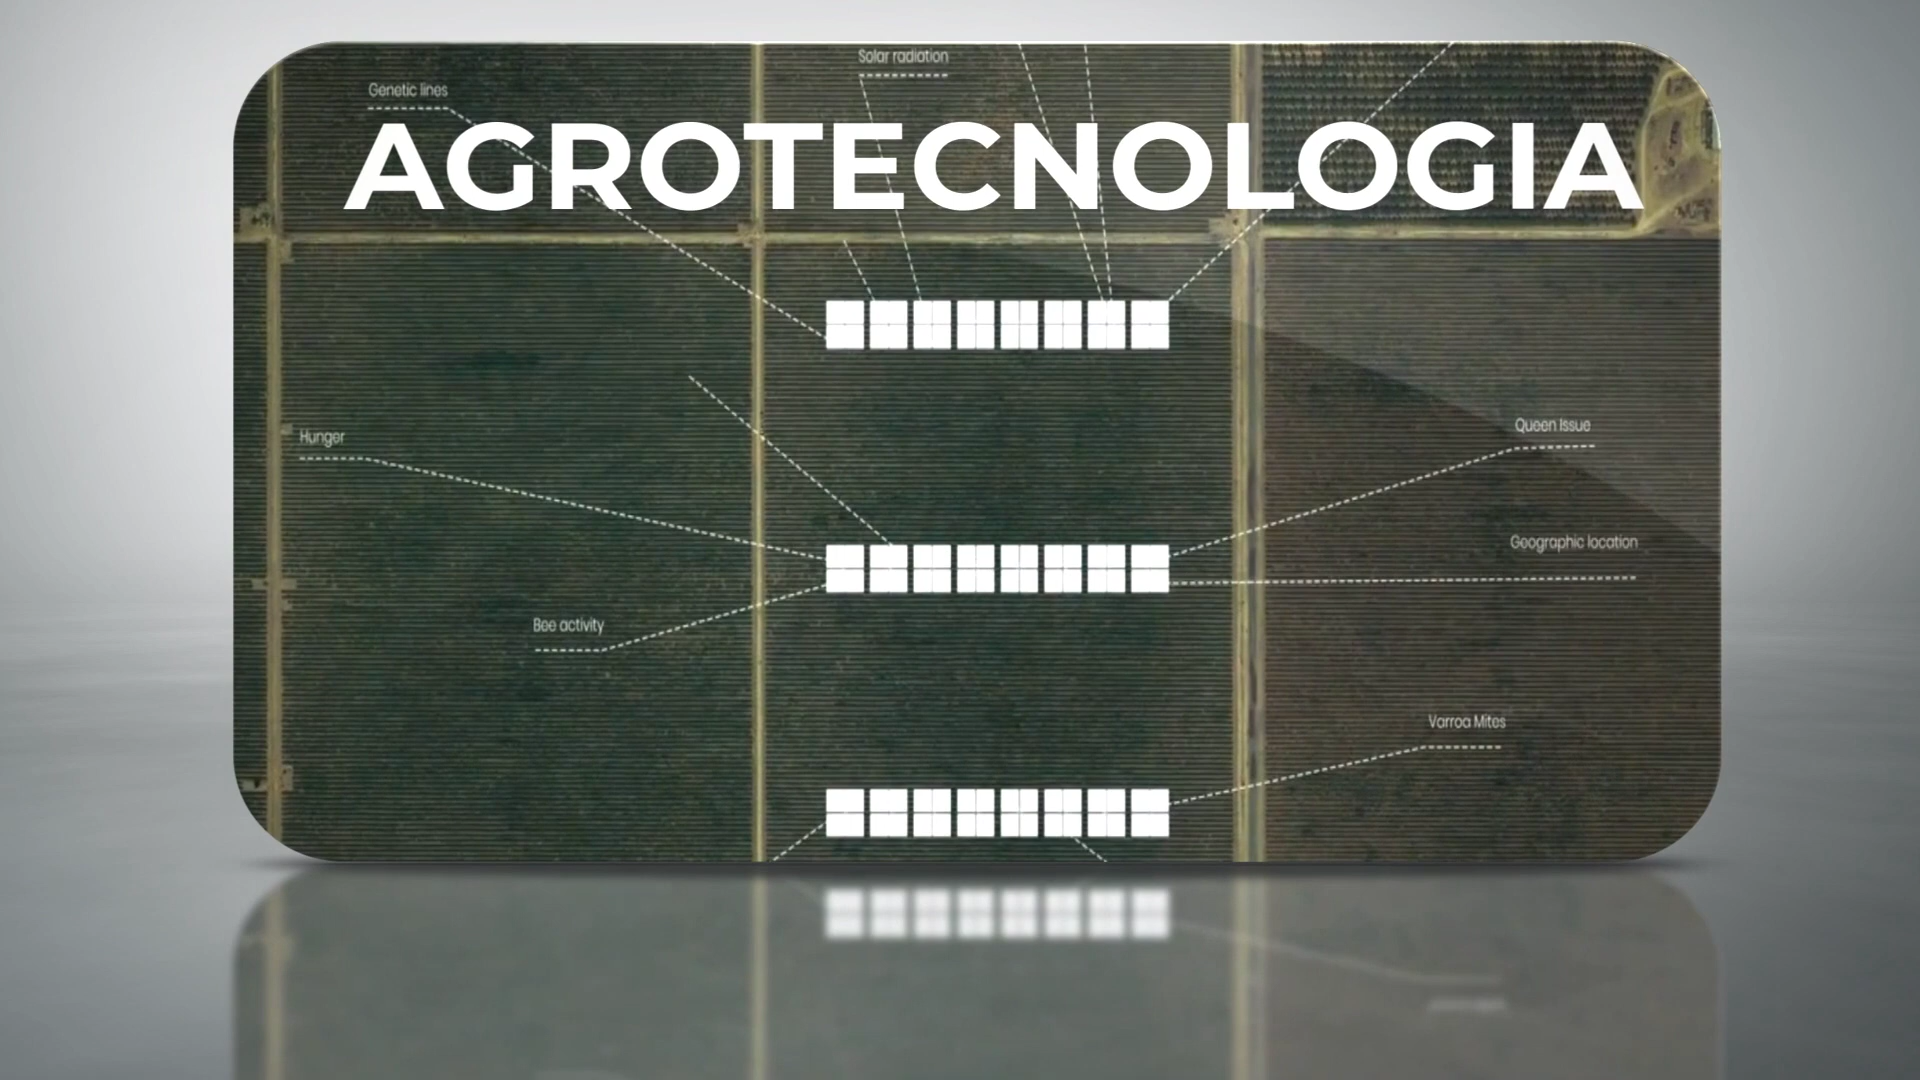 Solar radiation
Genetic lines
AGROTECNOLOGIA
Hunger
Queen Issue
Geographic location
Bee activity
Varroa Mites